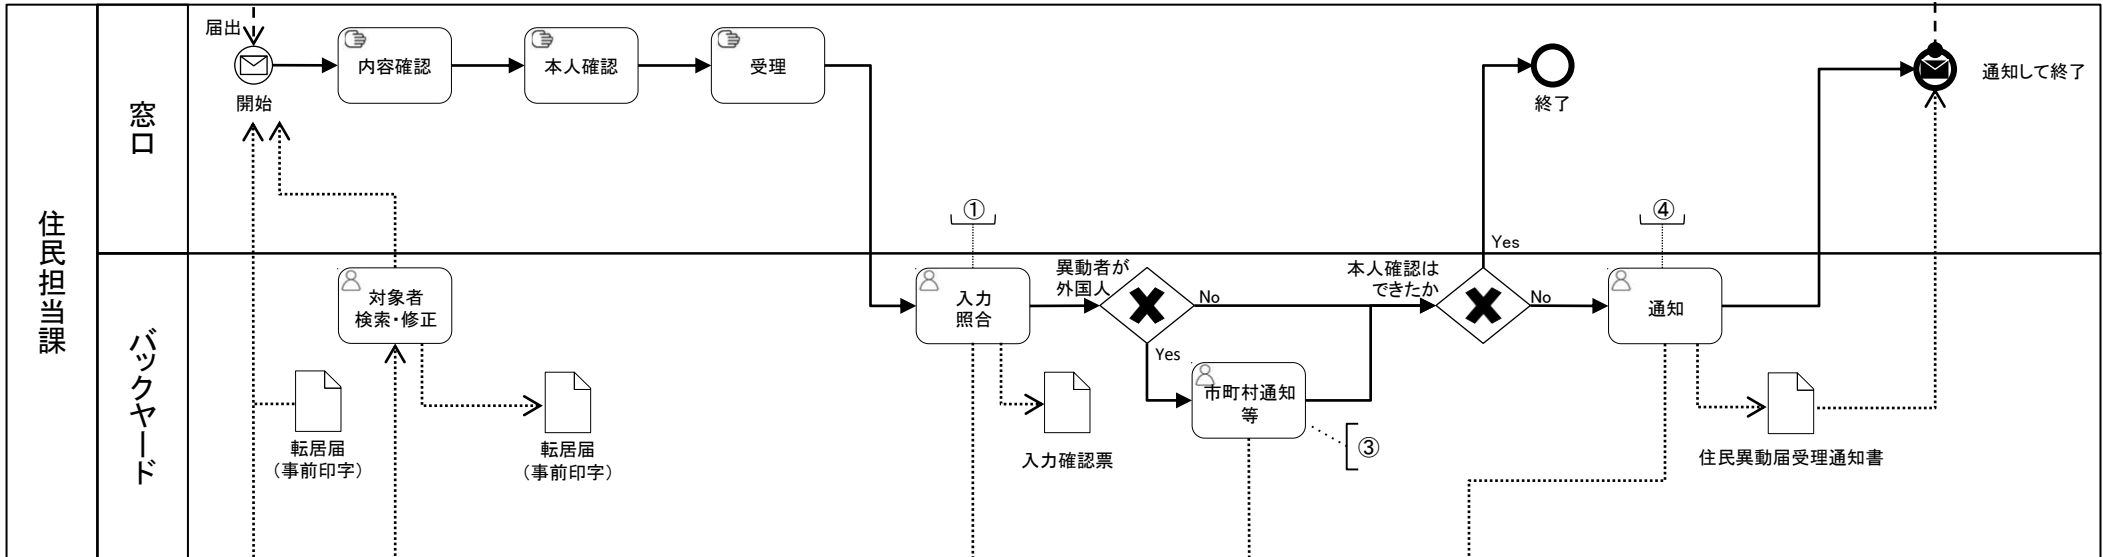 住民担当課
窓口
届出
開始
内容確認
本人確認
受理
終了
通知して終了
バックヤード
対象者
検索・修正
転居届
（事前印字）
転居届
（事前印字）
①
入力
照合
入力確認票
異動者が
外国人
No
Yes
市町村通知
等
③
本人確認は
できたか
Yes
No
④
通知
住民異動届受理通知書